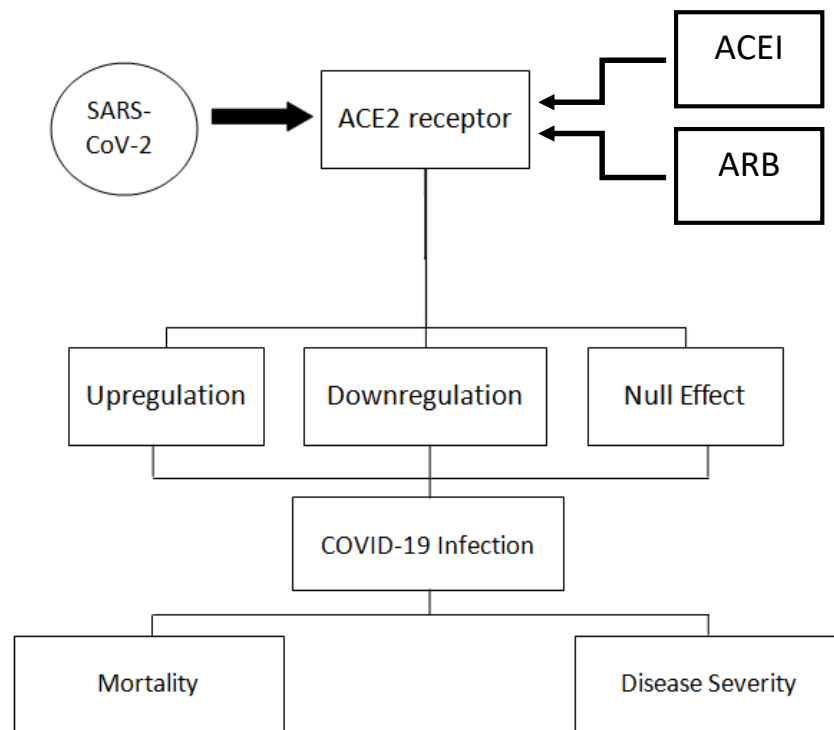 SARS-
CoV-2
ACE2 receptor
ACEI
ARB
Upregulation
Downregulation
Null Effect
COVID-19 Infection
Mortality
Disease Severity